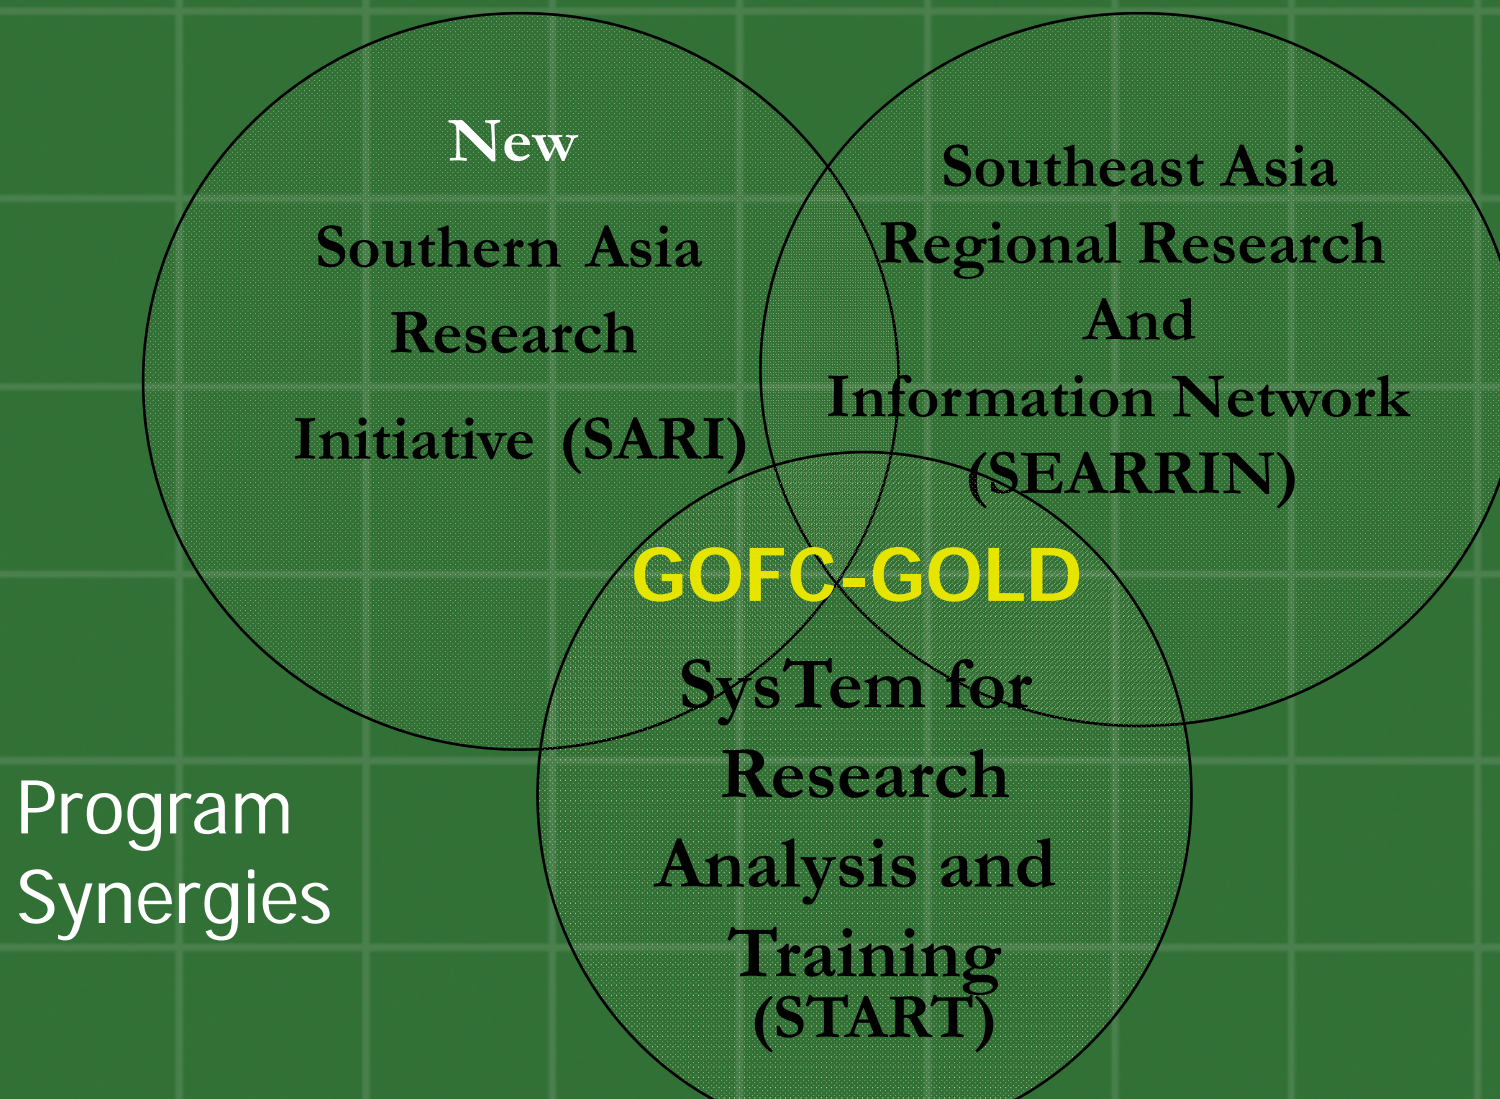 New
Southern Asia
Research
Initiative (SARI)
Southeast Asia
Regional Research
And
Information Network
(SEARRIN)
GOFC-GOLD
SysTem for
Research
Analysis and
Training
(START)
Program
Synergies